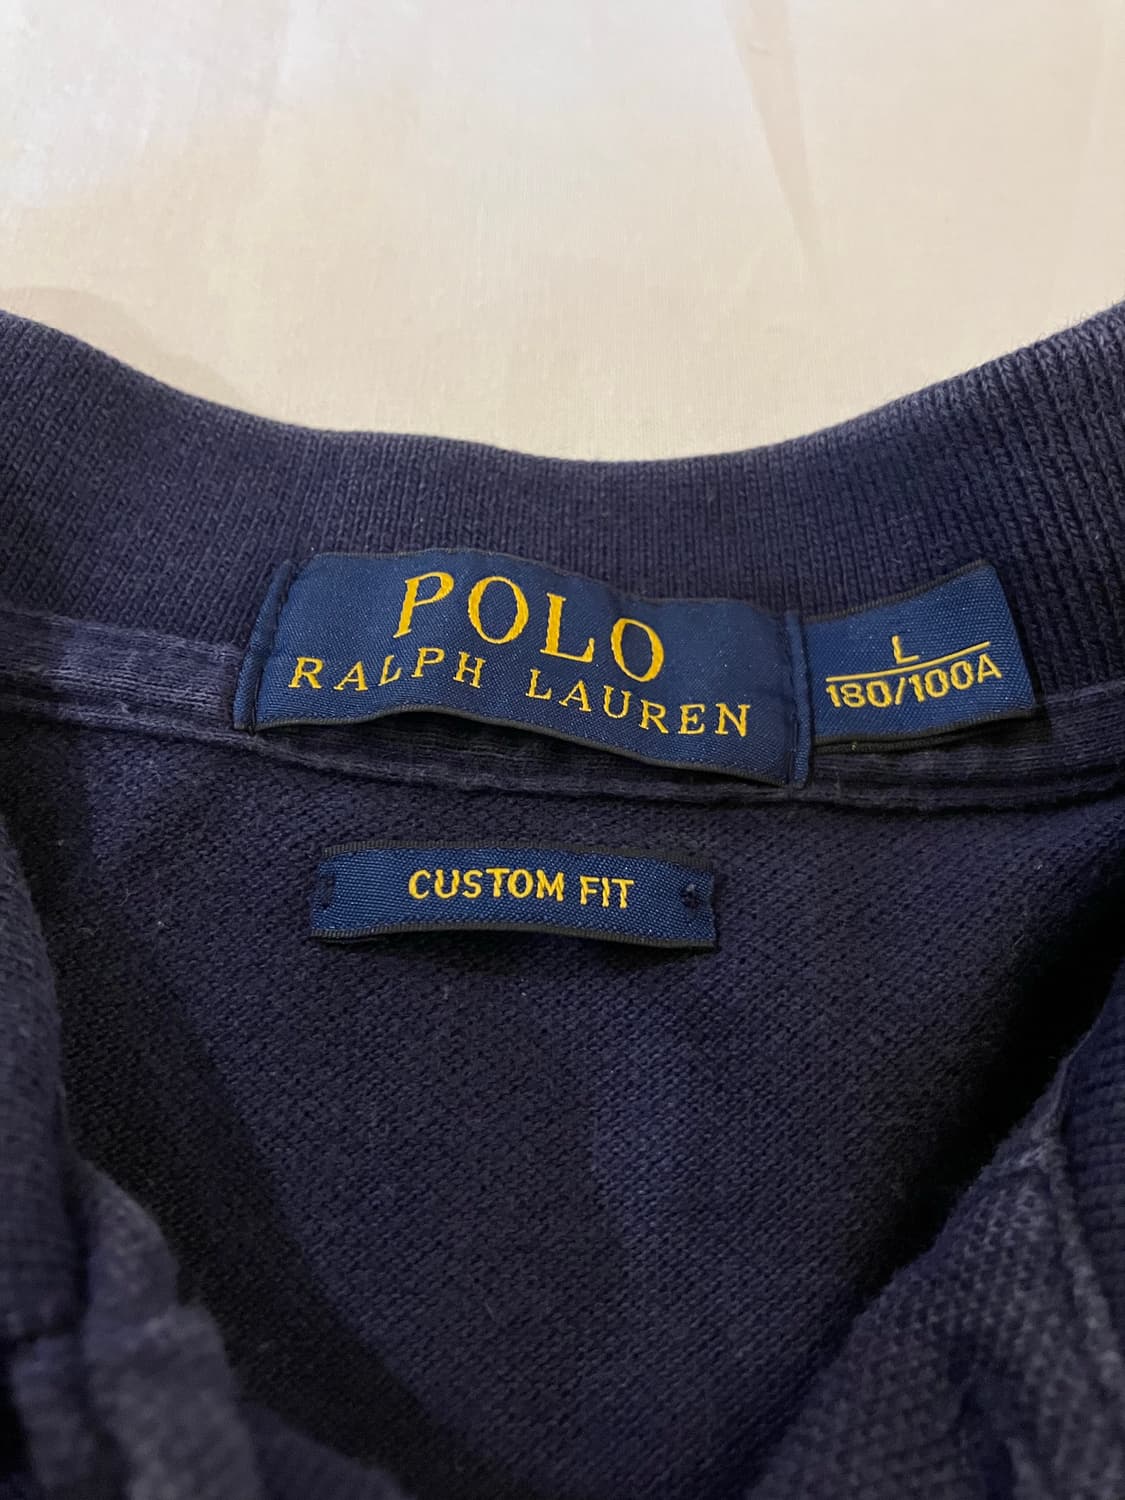 POLO
RALPH LAUREN
L
180/100A
CUSTOM FIT